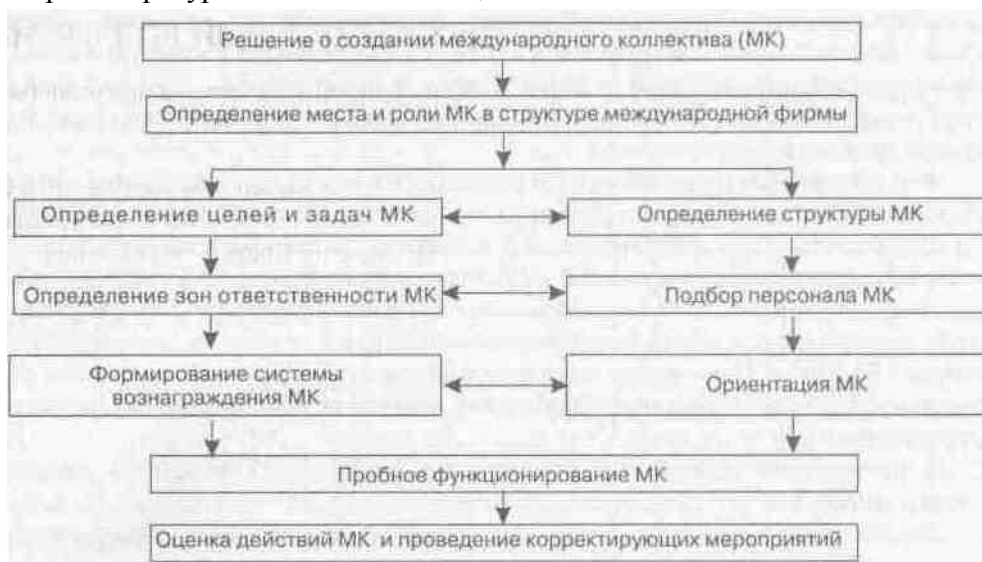 Решение о создании международного коллектива (МК)
Определение места и роли МК в структуре международной фирмы
Определение целей и задач МК
Определение структуры МК
Определение зон ответственности МК
Подбор персонала МК
Формирование системы
вознаграждения МК
Ориентация МК
Пробное функционирование МК
Оценка действий МК и проведение корректирующих мероприятий